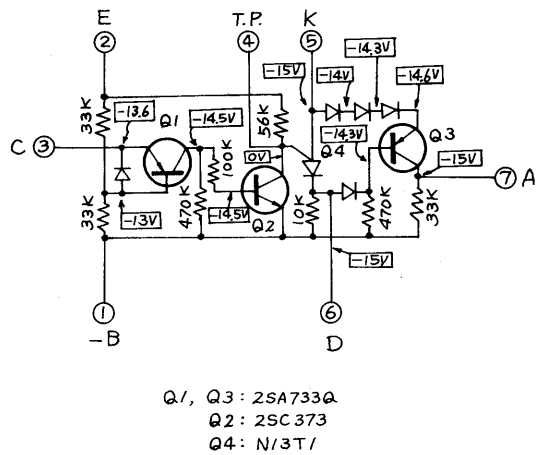 E
T.P.
K
②
④
⑤
-14.3V
-15V
-14V
-14.6V
33K
-13.6
Q1
-14.5V
56K
C ③
100K
0V
-14.3V
Q4
Q3
-15V
⑦ A
33K
-13V
470K
-14.5V
Q2
10K
470K
33K
-15V
①
⑥
-B
D
Q1, Q3: 2SA733Q
Q2: 2SC373
Q4: N13T1